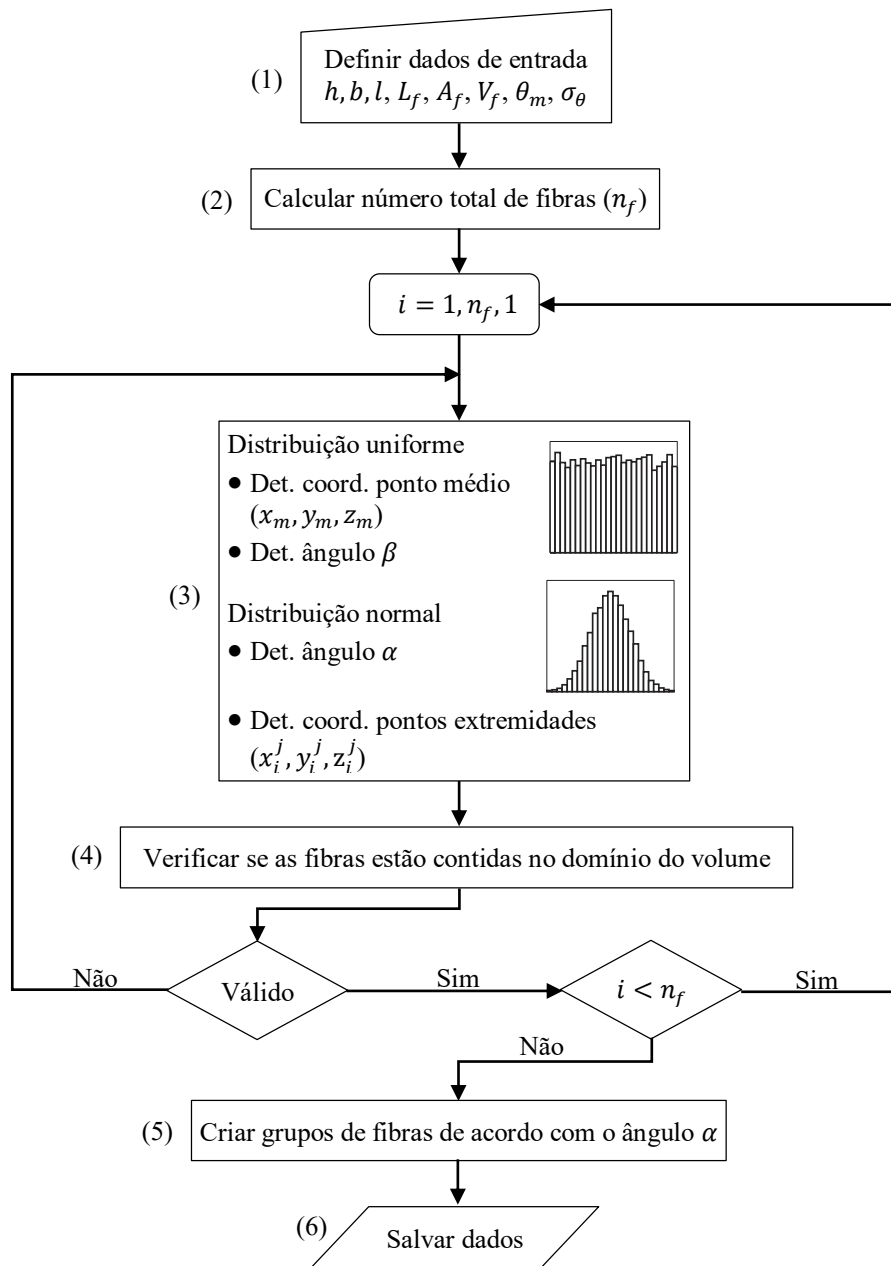 Definir dados de entrada
(1)
h, b, l, L_f, A_f, V_f, θ_m, σ_θ
(2)
Calcular número total de fibras (n_f)
i = 1, n_f, 1
Distribuição uniforme
● Det. coord. ponto médio
(x_m, y_m, z_m)
● Det. ângulo β
(3)
Distribuição normal
● Det. ângulo α
● Det. coord. pontos extremidades
(x_i^j, y_i^j, z_i^j)
(4)
Verificar se as fibras estão contidas no domínio do volume
Não
Válido
Sim
i < n_f
Sim
Não
(5)
Criar grupos de fibras de acordo com o ângulo α
(6)
Salvar dados